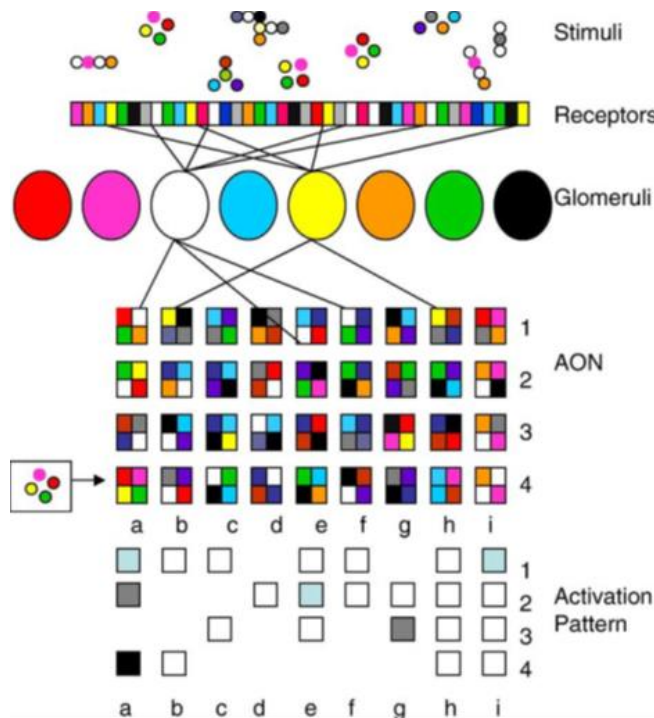 Stimuli
Receptors
Glomeruli
1
AON
2
3
4
a b c d e f g h i
1
2
Activation
Pattern
3
4
a b c d e f g h i